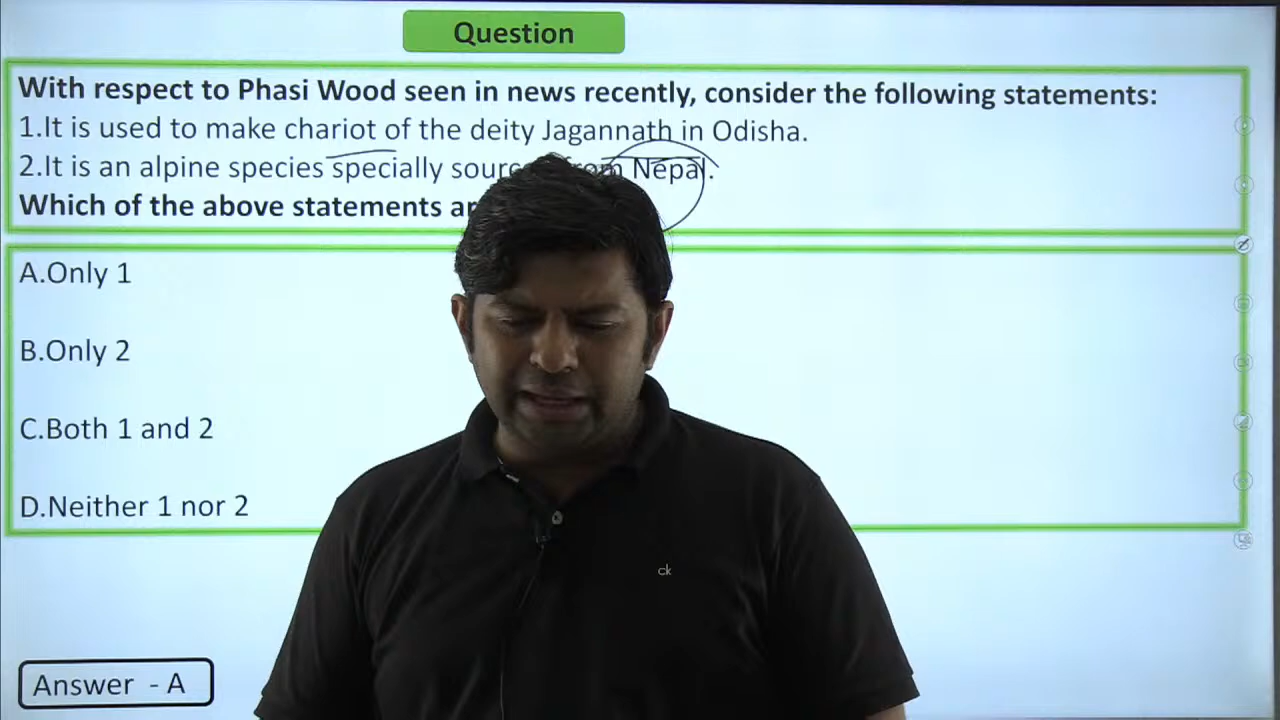 Question
With respect to Phasi Wood seen in news recently, consider the following statements:
1.It is used to make chariot of the deity Jagannath in Odisha.
2.It is an alpine species specially from Nepal.
Which of the above statements
A.Only 1
B.Only 2
C.Both 1 and 2
D.Neither 1 nor 2
ck
Answer - A